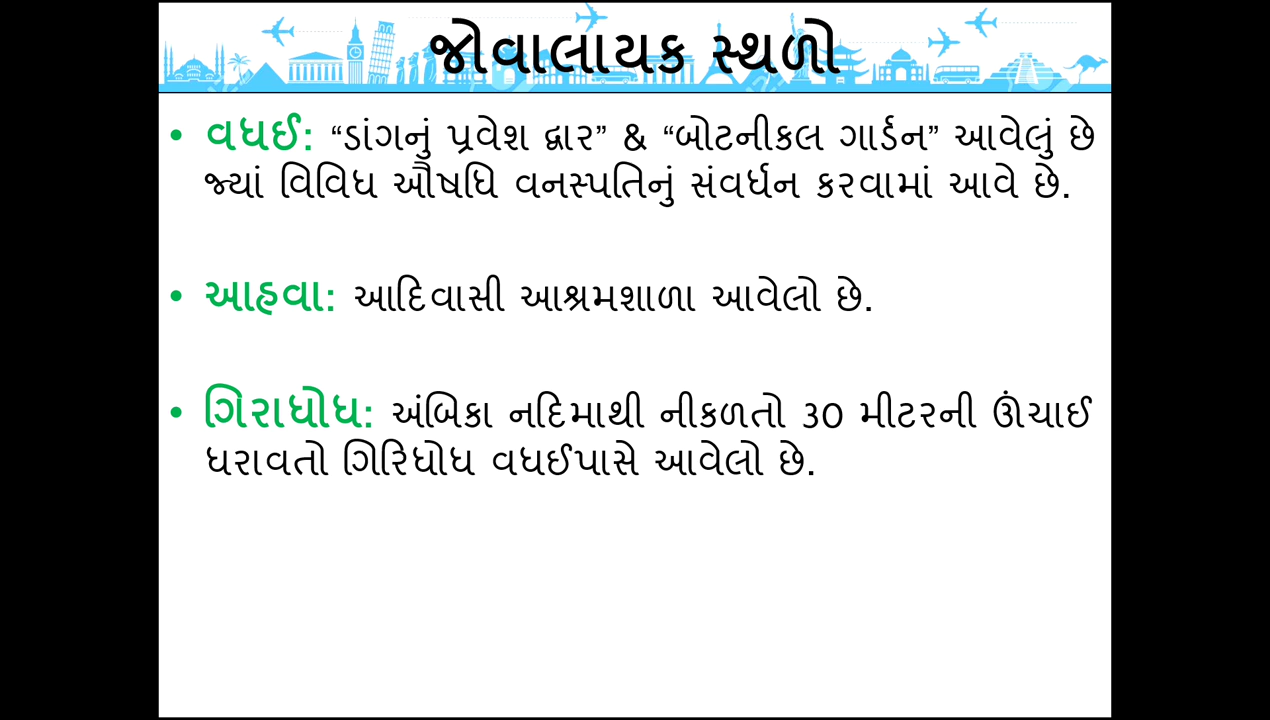 જોવાલાયક સ્થળો
• વઘઈ: “ડાંગનું પ્રવેશ દ્વાર” & “બોટનીકલ ગાર્ડન” આવેલું છે
જ્યાં વિવિધ ઔષધિ વનસ્પતિનું સંવર્ધન કરવામાં આવે છે.
• આહવા: આદિવાસી આશ્રમશાળા આવેલો છે.
• ગિરાધોધ: અંબિકા નદિમાથી નીકળતો 30 મીટરની ઊંચાઈ
ધરાવતો ગિરિધોધ વધઈપાસે આવેલો છે.